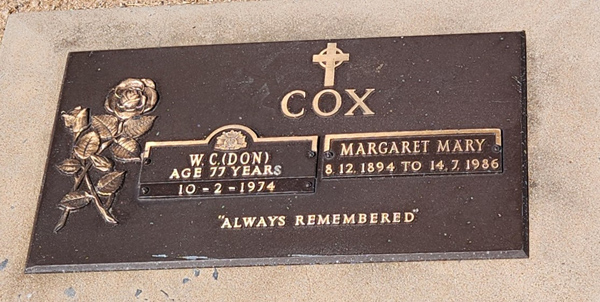 COX
W. C. (DON)
AGE 77 YEARS
10 - 2 - 1974
MARGARET MARY
8. 12. 1894 TO 14. 7. 1986
"ALWAYS REMEMBERED"